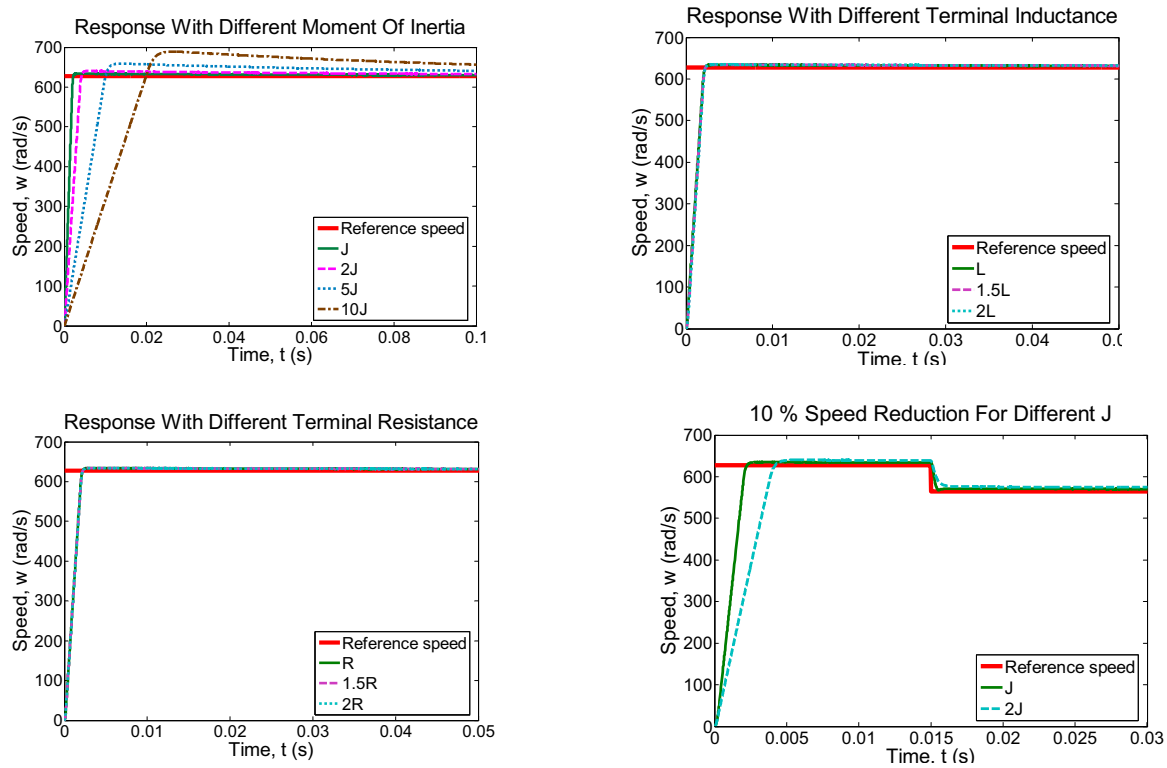 Response With Different Moment Of Inertia
700
600
500
400
300
200
100
0
Speed, w (rad/s)
Reference speed
J
2J
5J
10J
0 0.02 0.04 0.06 0.08 0.1
Time, t (s)
Response With Different Terminal Inductance
700
600
500
400
300
200
100
0
Speed, w (rad/s)
Reference speed
L
1.5L
2L
0 0.01 0.02 0.03 0.04 0.0
Time, t (s)
Response With Different Terminal Resistance
700
600
500
400
300
200
100
0
Speed, w (rad/s)
Reference speed
R
1.5R
2R
0 0.01 0.02 0.03 0.04 0.05
Time, t (s)
10 % Speed Reduction For Different J
700
600
500
400
300
200
100
0
Speed, w (rad/s)
Reference speed
J
2J
0 0.005 0.01 0.015 0.02 0.025 0.03
Time, t (s)